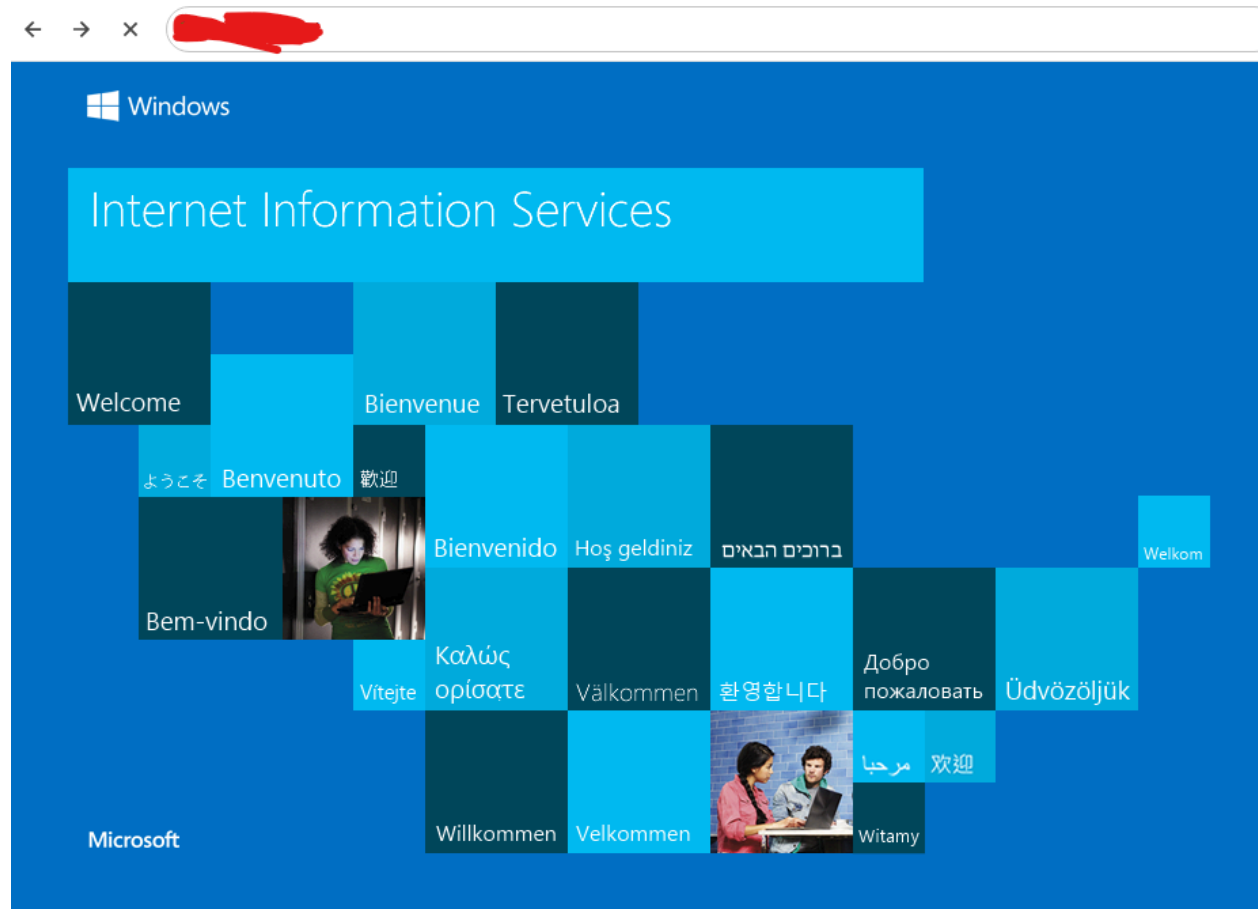 Windows
Internet Information Services
Welcome
Bienvenue
Tervetuloa
ようこそ
Benvenuto
歡迎
Bienvenido
Hoş geldiniz
ברוכים הבאים
Welkom
Bem-vindo
Vítejte
Καλώς
ορίσατε
Välkommen
환영합니다
Добро
пожаловать
Üdvözöljük
مرحبا
欢迎
Microsoft
Willkommen
Velkommen
Witamy